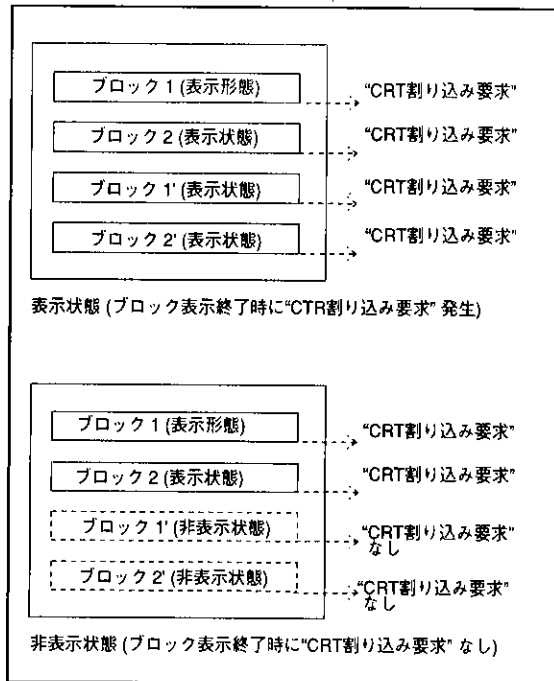 ブロック 1 (表示形態)
“CRT割り込み要求”
ブロック 2 (表示状態)
“CRT割り込み要求”
ブロック 1' (表示状態)
“CRT割り込み要求”
ブロック 2' (表示状態)
“CRT割り込み要求”
表示状態 (ブロック表示終了時に“CTR割り込み要求” 発生)
ブロック 1 (表示形態)
“CRT割り込み要求”
ブロック 2 (表示状態)
“CRT割り込み要求”
ブロック 1' (非表示状態)
“CRT割り込み要求”
なし
ブロック 2' (非表示状態)
“CRT割り込み要求”
なし
非表示状態 (ブロック表示終了時に“CRT割り込み要求” なし)